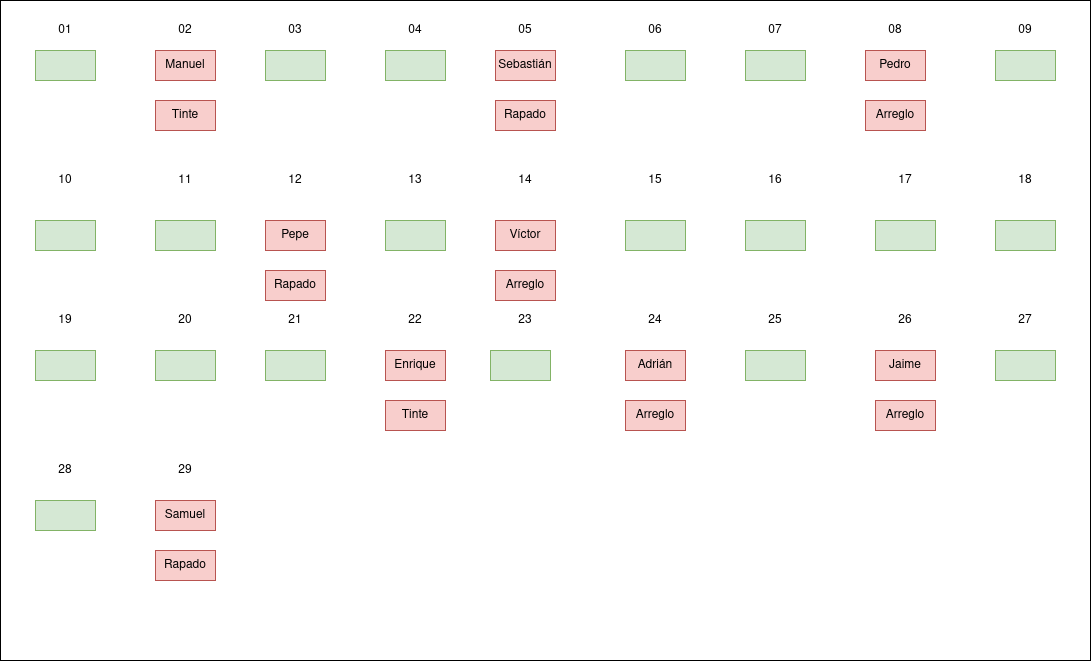 01 02 03 04 05 06 07 08 09
Manuel Sebastián Pedro
Tinte Rapado Arreglo
10 11 12 13 14 15 16 17 18
Pepe Víctor
Rapado Arreglo
19 20 21 22 23 24 25 26 27
Enrique Adrián Jaime
Tinte Arreglo Arreglo
28 29
Samuel
Rapado